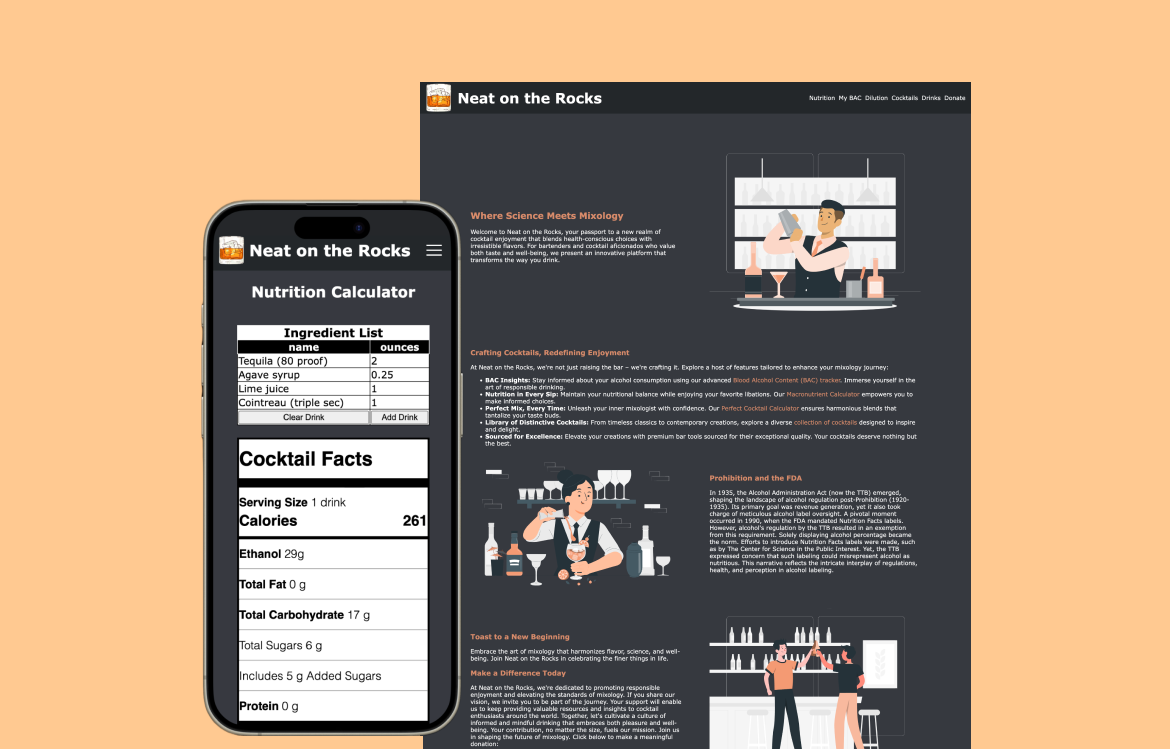 Neat on the Rocks
Nutrition My BAC Dilution Cocktails Drinks Donate
Where Science Meets Mixology
Welcome to Neat on the Rocks, your passport to a new realm of
cocktail enjoyment that blends health-conscious choices with
irresistible flavors. For bartenders and cocktail aficionados who value
both taste and well-being, we present an innovative platform that
transforms the way you drink.
Crafting Cocktails, Redefining Enjoyment
At Neat on the Rocks, we're not just raising the bar – we're crafting it. Explore a host of features tailored to enhance your mixology journey:
• BAC Insights: Stay informed about your alcohol consumption using our advanced Blood Alcohol Content (BAC) tracker. Immerse yourself in the
art of responsible drinking.
• Nutrition in Every Sip: Maintain your nutritional balance while enjoying your favorite libations. Our Macronutrient Calculator empowers you to
make informed choices.
• Perfect Mix, Every Time: Unleash your inner mixologist with confidence. Our Perfect Cocktail Calculator ensures harmonious blends that
tantalize your taste buds.
• Library of Distinctive Cocktails: From timeless classics to contemporary creations, explore a diverse collection of cocktails designed to inspire
and delight.
• Sourced for Excellence: Elevate your creations with premium bar tools sourced for their exceptional quality. Your cocktails deserve nothing but
the best.
Prohibition and the FDA
In 1935, the Alcohol Administration Act (now the TTB) emerged,
shaping the landscape of alcohol regulation post-Prohibition (1920-
1935). Its primary goal was revenue generation, yet it also took
charge of meticulous alcohol label oversight. A pivotal moment
occurred in 1990, when the FDA mandated Nutrition Facts labels.
However, alcohol's regulation by the TTB resulted in an exemption
from this requirement. Solely displaying alcohol percentage became
the norm. Efforts to introduce Nutrition Facts labels were made, such
as by The Center for Science in the Public Interest. Yet, the TTB
expressed concern that such labeling could misrepresent alcohol as
nutritious. This narrative reflects the intricate interplay of regulations,
health, and perception in alcohol labeling.
Toast to a New Beginning
Embrace the art of mixology that harmonizes flavor, science, and well-
being. Join Neat on the Rocks in celebrating the finer things in life.
Make a Difference Today
At Neat on the Rocks, we're dedicated to promoting responsible
enjoyment and elevating the standards of mixology. If you share our
vision, we invite you to be part of the journey. Your support will enable
us to keep providing valuable resources and insights to cocktail
enthusiasts around the world. Together, let's cultivate a culture of
informed and mindful drinking that embraces both pleasure and well-
being. Your contribution, no matter the size, fuels our mission. Join us
in shaping the future of mixology. Click below to make a meaningful
donation:
Neat on the Rocks
Nutrition Calculator
Ingredient List
name ounces
Tequila (80 proof) 2
Agave syrup 0.25
Lime juice 1
Cointreau (triple sec) 1
Clear Drink Add Drink
Cocktail Facts
Serving Size 1 drink
Calories 261
Ethanol 29g
Total Fat 0 g
Total Carbohydrate 17 g
Total Sugars 6 g
Includes 5 g Added Sugars
Protein 0 g